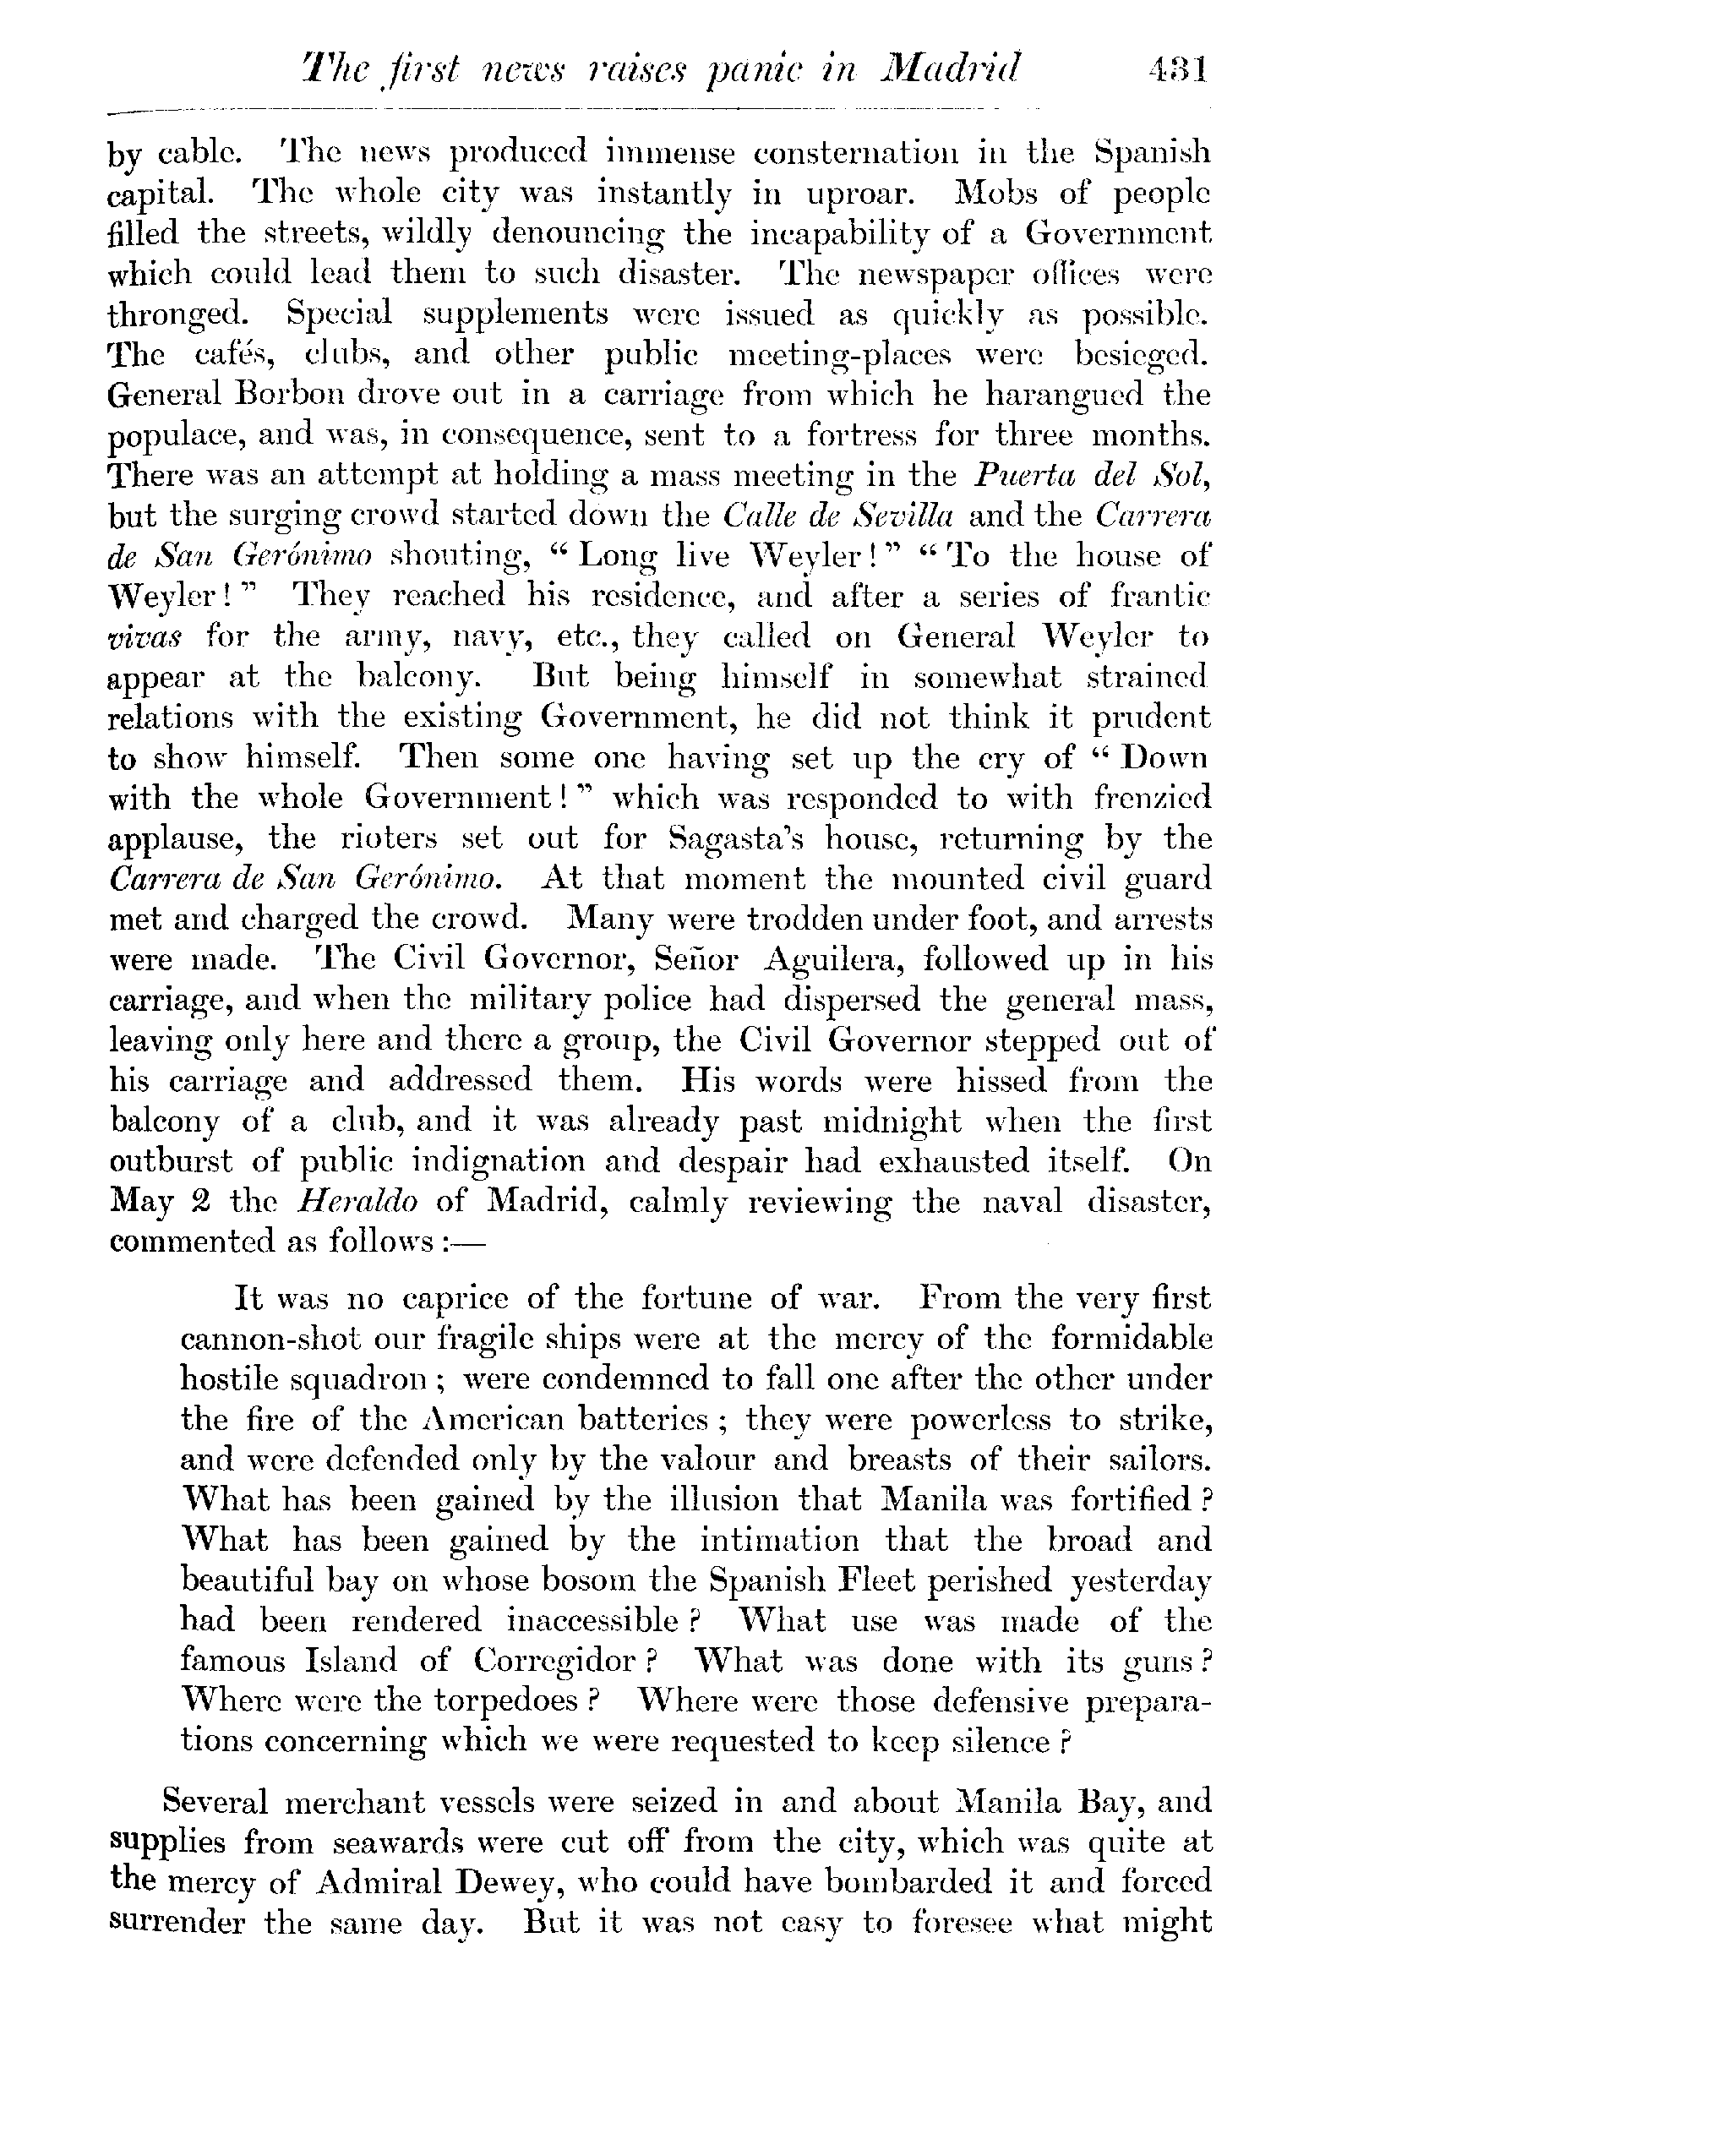 The first news raises panic in Madrid 431
by cable. The news produced immense consternation in the Spanish
capital. The whole city was instantly in uproar. Mobs of people
filled the streets, wildly denouncing the incapability of a Government
which could lead them to such disaster. The newspaper offices were
thronged. Special supplements were issued as quickly as possible.
The cafés, clubs, and other public meeting-places were besieged.
General Borbon drove out in a carriage from which he harangued the
populace, and was, in consequence, sent to a fortress for three months.
There was an attempt at holding a mass meeting in the Puerta del Sol,
but the surging crowd started down the Calle de Sevilla and the Carrera
de San Gerónimo shouting, “ Long live Weyler! ” “ To the house of
Weyler! ” They reached his residence, and after a series of frantic
vivas for the army, navy, etc., they called on General Weyler to
appear at the balcony. But being himself in somewhat strained
relations with the existing Government, he did not think it prudent
to show himself. Then some one having set up the cry of “ Down
with the whole Government! ” which was responded to with frenzied
applause, the rioters set out for Sagasta's house, returning by the
Carrera de San Gerónimo. At that moment the mounted civil guard
met and charged the crowd. Many were trodden under foot, and arrests
were made. The Civil Governor, Señor Aguilera, followed up in his
carriage, and when the military police had dispersed the general mass,
leaving only here and there a group, the Civil Governor stepped out of
his carriage and addressed them. His words were hissed from the
balcony of a club, and it was already past midnight when the first
outburst of public indignation and despair had exhausted itself. On
May 2 the Heraldo of Madrid, calmly reviewing the naval disaster,
commented as follows :—
It was no caprice of the fortune of war. From the very first
cannon-shot our fragile ships were at the mercy of the formidable
hostile squadron ; were condemned to fall one after the other under
the fire of the American batteries ; they were powerless to strike,
and were defended only by the valour and breasts of their sailors.
What has been gained by the illusion that Manila was fortified ?
What has been gained by the intimation that the broad and
beautiful bay on whose bosom the Spanish Fleet perished yesterday
had been rendered inaccessible ? What use was made of the
famous Island of Corregidor ? What was done with its guns ?
Where were the torpedoes ? Where were those defensive prepara-
tions concerning which we were requested to keep silence ?
Several merchant vessels were seized in and about Manila Bay, and
supplies from seawards were cut off from the city, which was quite at
the mercy of Admiral Dewey, who could have bombarded it and forced
surrender the same day. But it was not easy to foresee what might